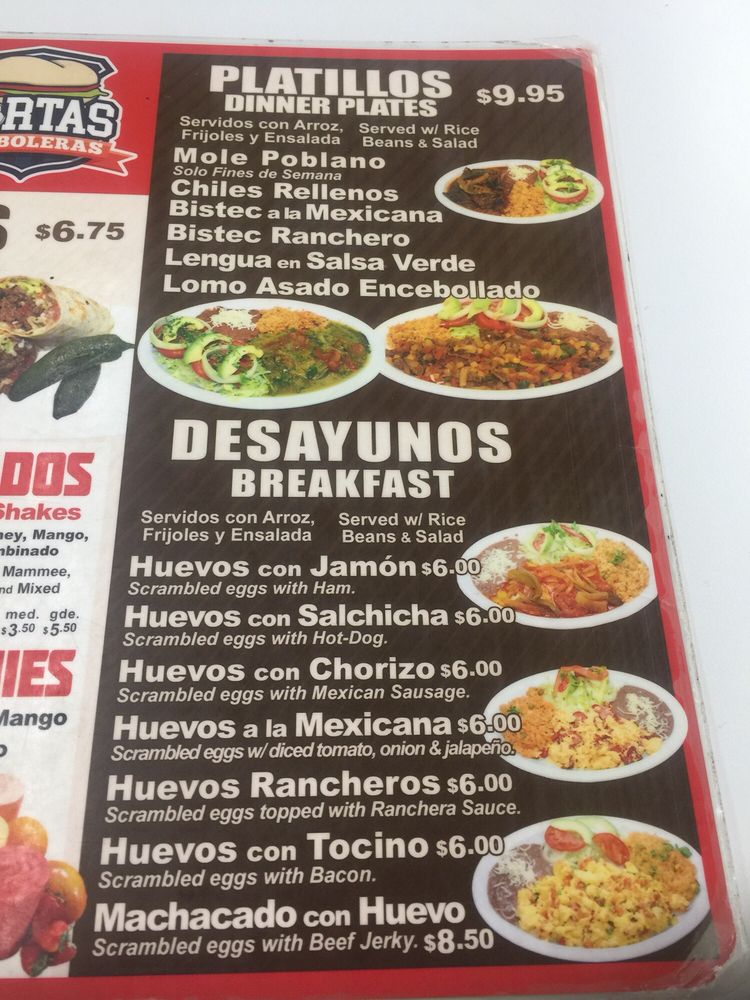 RTAS
BOLERAS
$6.75
DOS
Shakes
ney, Mango,
nbinado
Mammee,
nd Mixed
med. gde.
$3.50 $5.50
IES
Mango
PLATILLOS
DINNER PLATES
$9.95
Servidos con Arroz,
Frijoles y Ensalada
Served w/ Rice
Beans & Salad
Mole Poblano
Solo Fines de Semana
Chiles Rellenos
Bistec a la Mexicana
Bistec Ranchero
Lengua en Salsa Verde
Lomo Asado Encebollado
DESAYUNOS
BREAKFAST
Servidos con Arroz,
Frijoles y Ensalada
Served w/ Rice
Beans & Salad
Huevos con Jamón $6.00
Scrambled eggs with Ham.
Huevos con Salchicha $6.00
Scrambled eggs with Hot-Dog.
Huevos con Chorizo $6.00
Scrambled eggs with Mexican Sausage.
Huevos a la Mexicana $6.00
Scrambled eggs w/ diced tomato, onion & jalapeño.
Huevos Rancheros $6.00
Scrambled eggs topped with Ranchera Sauce.
Huevos con Tocino $6.00
Scrambled eggs with Bacon.
Machacado con Huevo
Scrambled eggs with Beef Jerky. $8.50